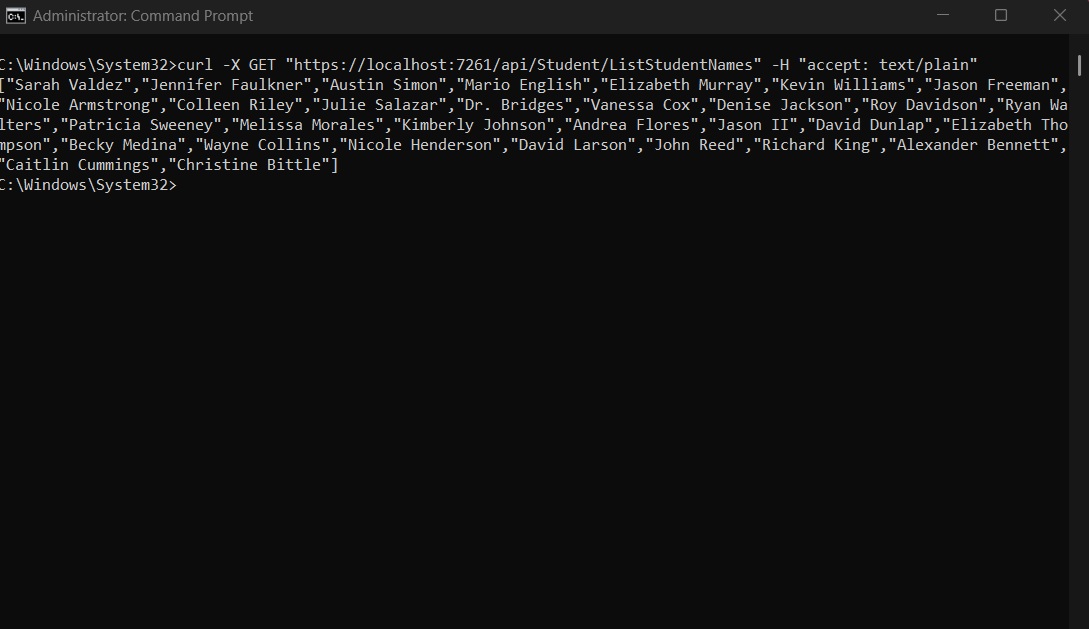 Administrator: Command Prompt
C:\Windows\System32>curl -X GET "https://localhost:7261/api/Student/ListStudentNames" -H "accept: text/plain"
["Sarah Valdez","Jennifer Faulkner","Austin Simon","Mario English","Elizabeth Murray","Kevin Williams","Jason Freeman",
"Nicole Armstrong","Colleen Riley","Julie Salazar","Dr. Bridges","Vanessa Cox","Denise Jackson","Roy Davidson","Ryan Wa
lters","Patricia Sweeney","Melissa Morales","Kimberly Johnson","Andrea Flores","Jason II","David Dunlap","Elizabeth Tho
mpson","Becky Medina","Wayne Collins","Nicole Henderson","David Larson","John Reed","Richard King","Alexander Bennett",
"Caitlin Cummings","Christine Bittle"]
C:\Windows\System32>